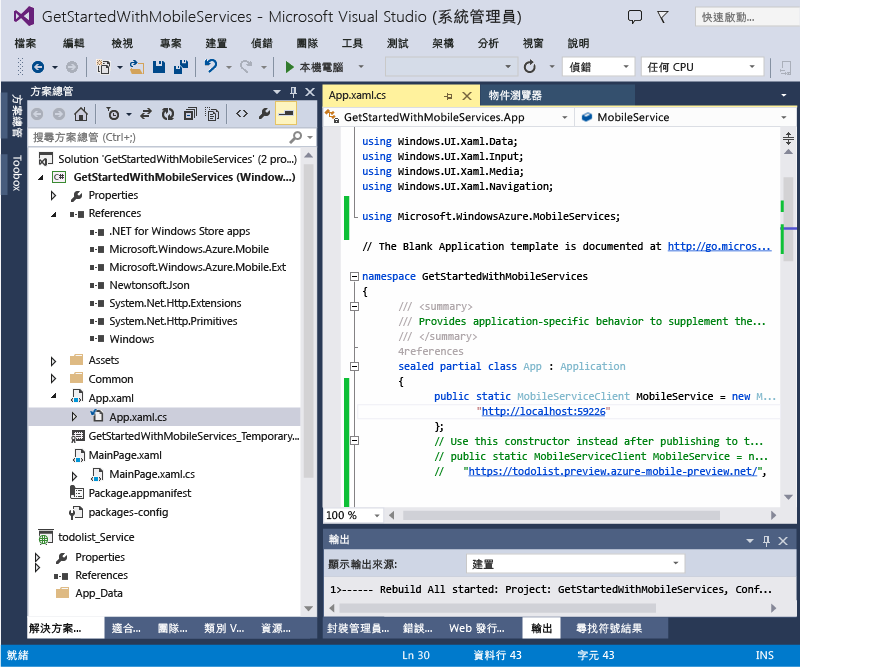 GetStartedWithMobileServices - Microsoft Visual Studio (系統管理員)
快速啟動...
檔案 編輯 檢視 專案 建置 偵錯 團隊 工具 測試 架構 分析 視窗 說明
本機電腦 偵錯 任何 CPU
方案總管
Toobox
方案總管
搜尋方案總管 (Ctrl+;)
Solution 'GetStartedWithMobileServices' (2 pro...)
C# GetStartedWithMobileServices (Window...)
Properties
References
.NET for Windows Store apps
Microsoft.Windows.Azure.Mobile
Microsoft.Windows.Azure.Mobile.Ext
Newtonsoft.Json
System.Net.Http.Extensions
System.Net.Http.Primitives
Windows
Assets
Common
App.xaml
App.xaml.cs
GetStartedWithMobileServices_Temporary...
MainPage.xaml
MainPage.xaml.cs
Package.appmanifest
packages-config
todolist_Service
Properties
References
App_Data
解決方案... 適合... 團隊... 類別 V... 資源...
App.xaml.cs 物件瀏覽器
GetStartedWithMobileServices.App MobileService
using Windows.UI.Xaml.Data;
using Windows.UI.Xaml.Input;
using Windows.UI.Xaml.Media;
using Windows.UI.Xaml.Navigation;
using Microsoft.WindowsAzure.MobileServices;
// The Blank Application template is documented at http://go.micros...
namespace GetStartedWithMobileServices
{
/// <summary>
/// Provides application-specific behavior to supplement the...
/// </summary>
4references
sealed partial class App : Application
{
public static MobileServiceClient MobileService = new M...
"http://localhost:59226"
};
// Use this constructor instead after publishing to t...
// public static MobileServiceClient MobileService = n...
// "https://todolist.preview.azure-mobile-preview.net/",
100 %
輸出
顯示輸出來源: 建置
1>------ Rebuild All started: Project: GetStartedWithMobileServices, Conf...
封裝管理員... 錯誤... Web 發行... 輸出 尋找符號結果
就緒 Ln 30 資料行 43 字元 43 INS